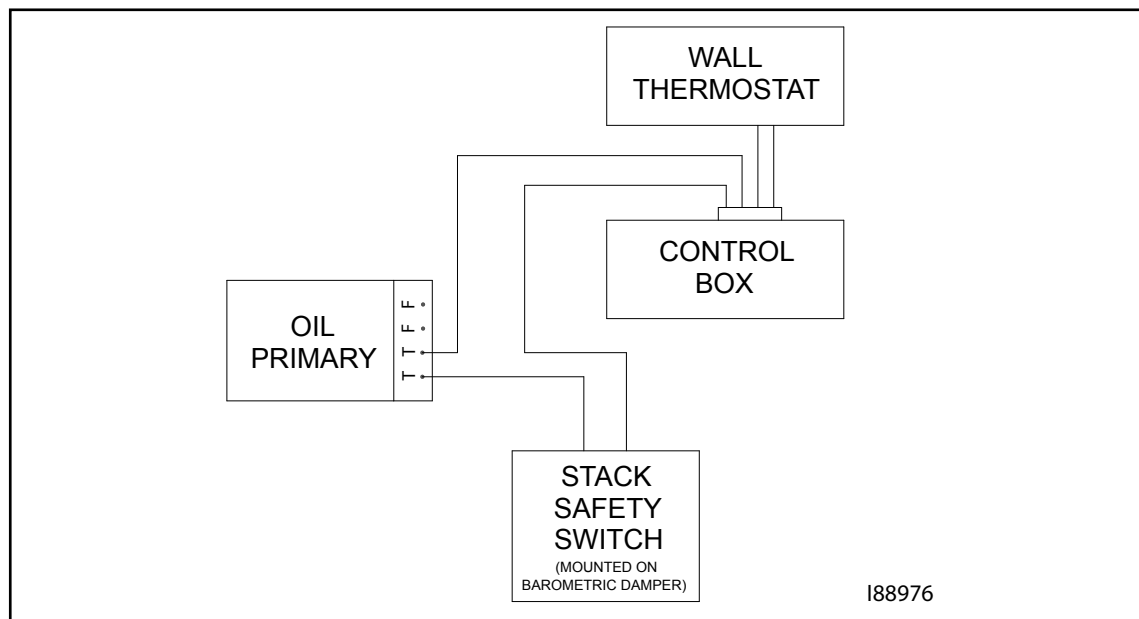 WALL
THERMOSTAT
CONTROL
BOX
OIL
PRIMARY
F
F
T
T
STACK
SAFETY
SWITCH
(MOUNTED ON
BAROMETRIC DAMPER)
I88976